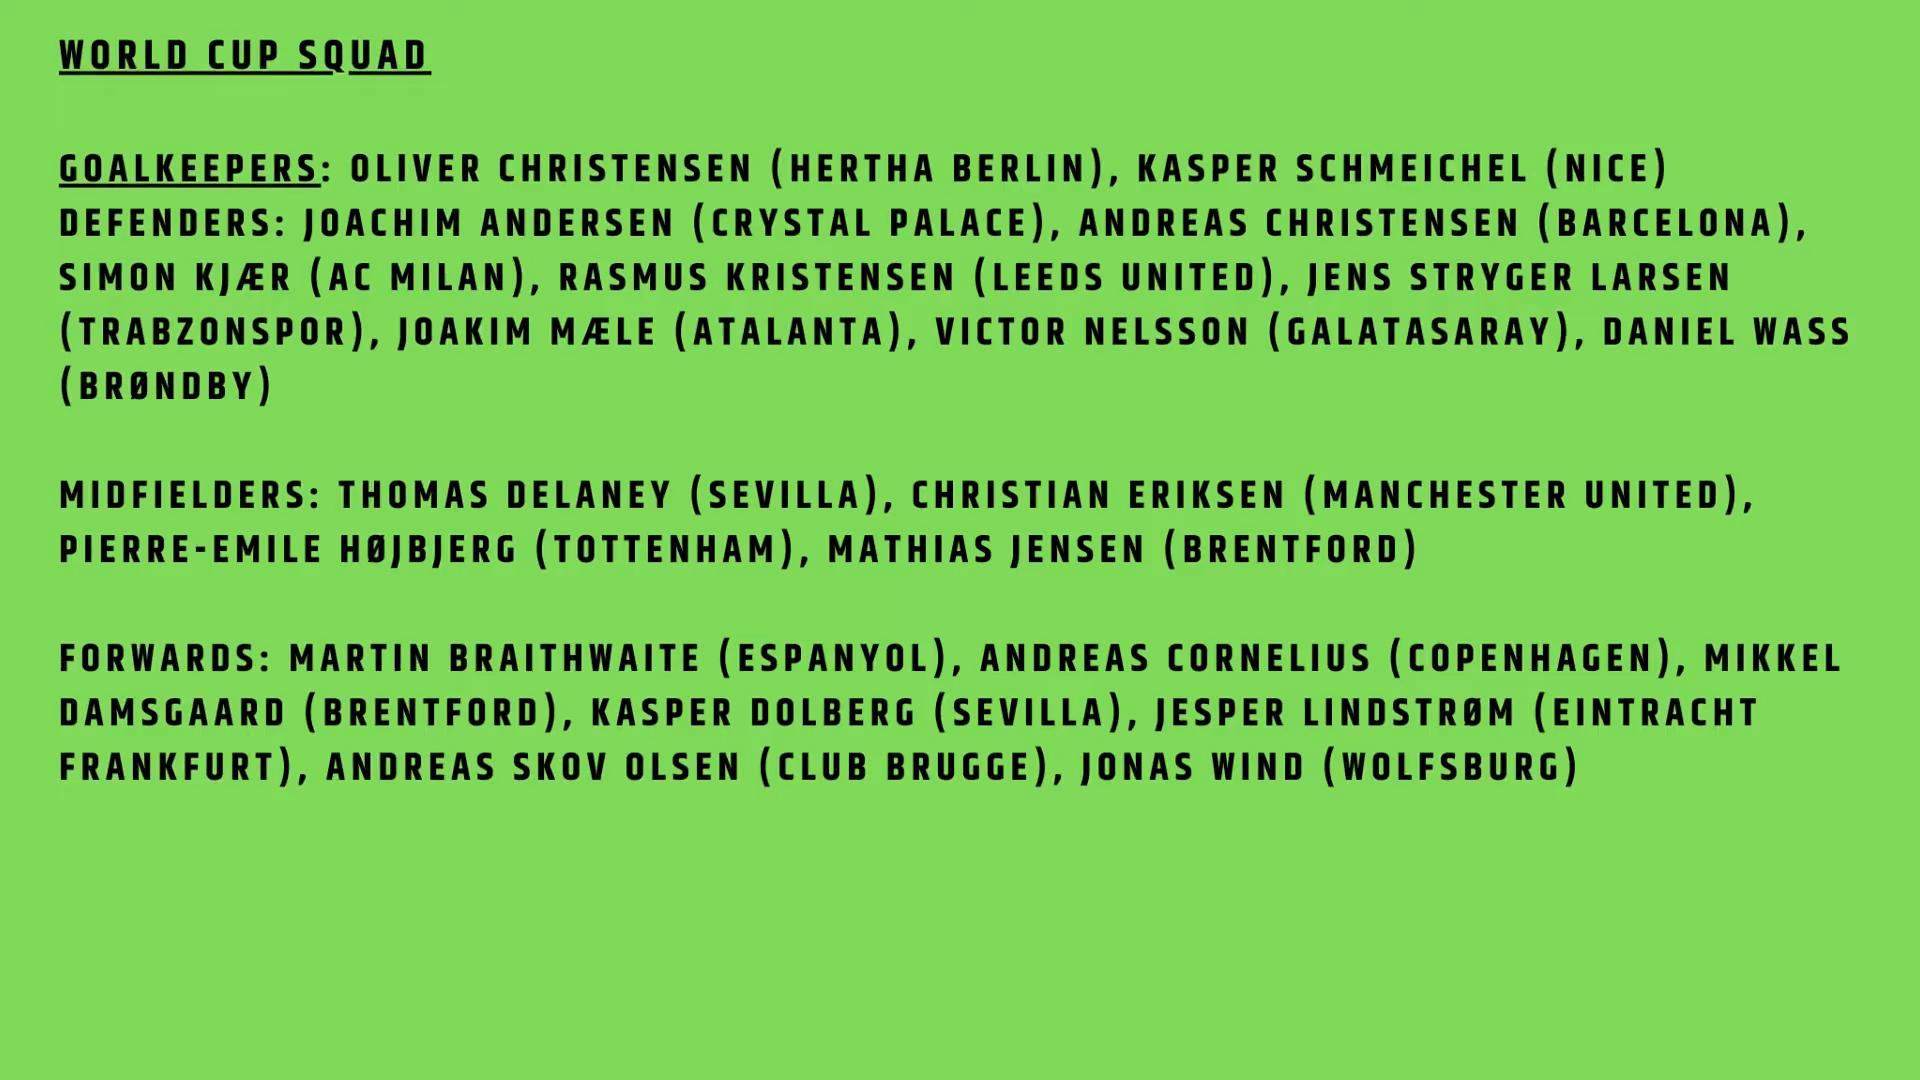 WORLD CUP SQUAD
GOALKEEPERS: OLIVER CHRISTENSEN (HERTHA BERLIN), KASPER SCHMEICHEL (NICE)
DEFENDERS: JOACHIM ANDERSEN (CRYSTAL PALACE), ANDREAS CHRISTENSEN (BARCELONA),
SIMON KJÆR (AC MILAN), RASMUS KRISTENSEN (LEEDS UNITED), JENS STRYGER LARSEN
(TRABZONSPOR), JOAKIM MÆLE (ATALANTA), VICTOR NELSSON (GALATASARAY), DANIEL WASS
(BRØNDBY)
MIDFIELDERS: THOMAS DELANEY (SEVILLA), CHRISTIAN ERIKSEN (MANCHESTER UNITED),
PIERRE-EMILE HØJBJERG (TOTTENHAM), MATHIAS JENSEN (BRENTFORD)
FORWARDS: MARTIN BRAITHWAITE (ESPANYOL), ANDREAS CORNELIUS (COPENHAGEN), MIKKEL
DAMSGAARD (BRENTFORD), KASPER DOLBERG (SEVILLA), JESPER LINDSTRØM (EINTRACHT
FRANKFURT), ANDREAS SKOV OLSEN (CLUB BRUGGE), JONAS WIND (WOLFSBURG)